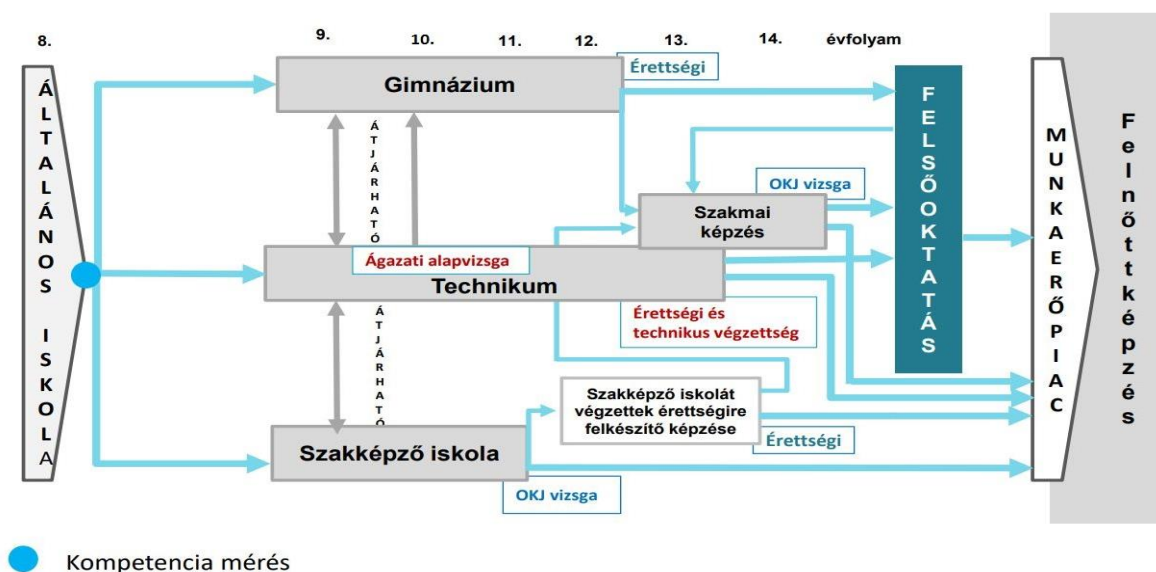 8.
9.
10.
11.
12.
13.
14.
évfolyam
ÁLTALÁNOS ISKOLA
Gimnázium
Érettségi
ÁTJÁRHATÓ
FELSŐOKTATÁS
MUNKAERŐPIAC
Felnőttképzés
OKJ vizsga
Szakmai
képzés
Ágazati alapvizsga
Technikum
Érettségi és
technikus végzettség
ÁTJÁRHATÓ
Szakképző iskolát
végzettek érettségire
felkészítő képzése
Érettségi
Szakképző iskola
OKJ vizsga
Kompetencia mérés